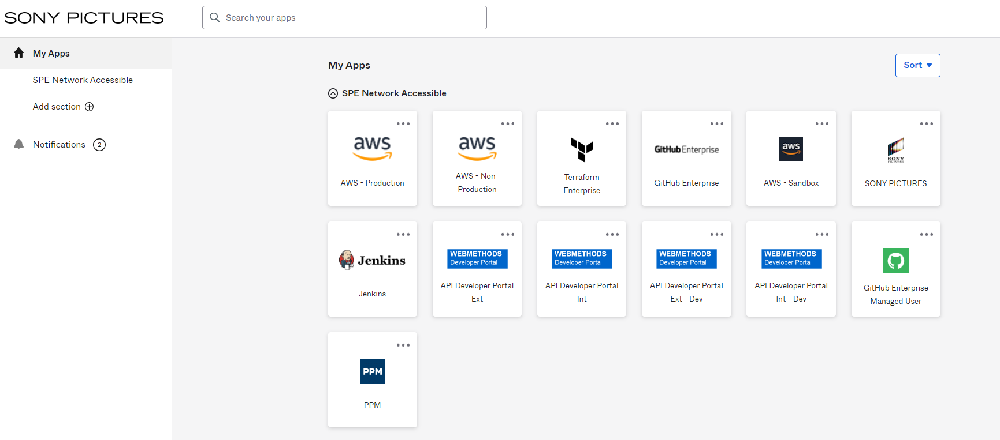 SONY PICTURES
Search your apps
My Apps
SPE Network Accessible
Add section
Notifications 2
My Apps
Sort
SPE Network Accessible
aws
AWS - Production
aws
AWS - Non-
Production
Terraform
Enterprise
GitHub Enterprise
GitHub Enterprise
aws
AWS - Sandbox
SONY
PICTURES
SONY PICTURES
Jenkins
Jenkins
WEBMETHODS
Developer Portal
API Developer Portal
Ext
WEBMETHODS
Developer Portal
API Developer Portal
Int
WEBMETHODS
Developer Portal
API Developer Portal
Ext - Dev
WEBMETHODS
Developer Portal
API Developer Portal
Int - Dev
GitHub Enterprise
Managed User
PPM
PPM